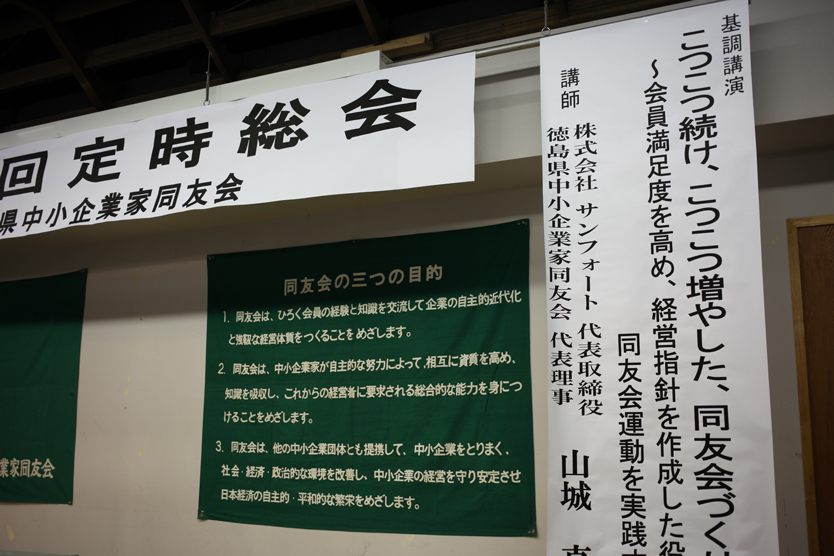 回定時総会
県中小企業家同友会
業家同友会
同友会の三つの目的
1. 同友会は、ひろく会員の経験と知識を交流して企業の自主的近代化
と強靭な経営体質をつくることをめざします。
2. 同友会は、中小企業家が自主的な努力によって、相互に資質を高め、
知識を吸収し、これからの経営者に要求される総合的な能力を身につ
けることをめざします。
3. 同友会は、他の中小企業団体とも提携して、中小企業をとりまく、
社会・経済・政治的な環境を改善し、中小企業の経営を守り安定させ
日本経済の自主的・平和的な繁栄をめざします。
基調講演
こつこつ続け、こつこつ増やした、同友会づくり
~会員満足度を高め、経営指針を作成した役
同友会運動を実践
講師
株式会社 サンフォート 代表取締役
徳島県中小企業家同友会 代表理事
山城